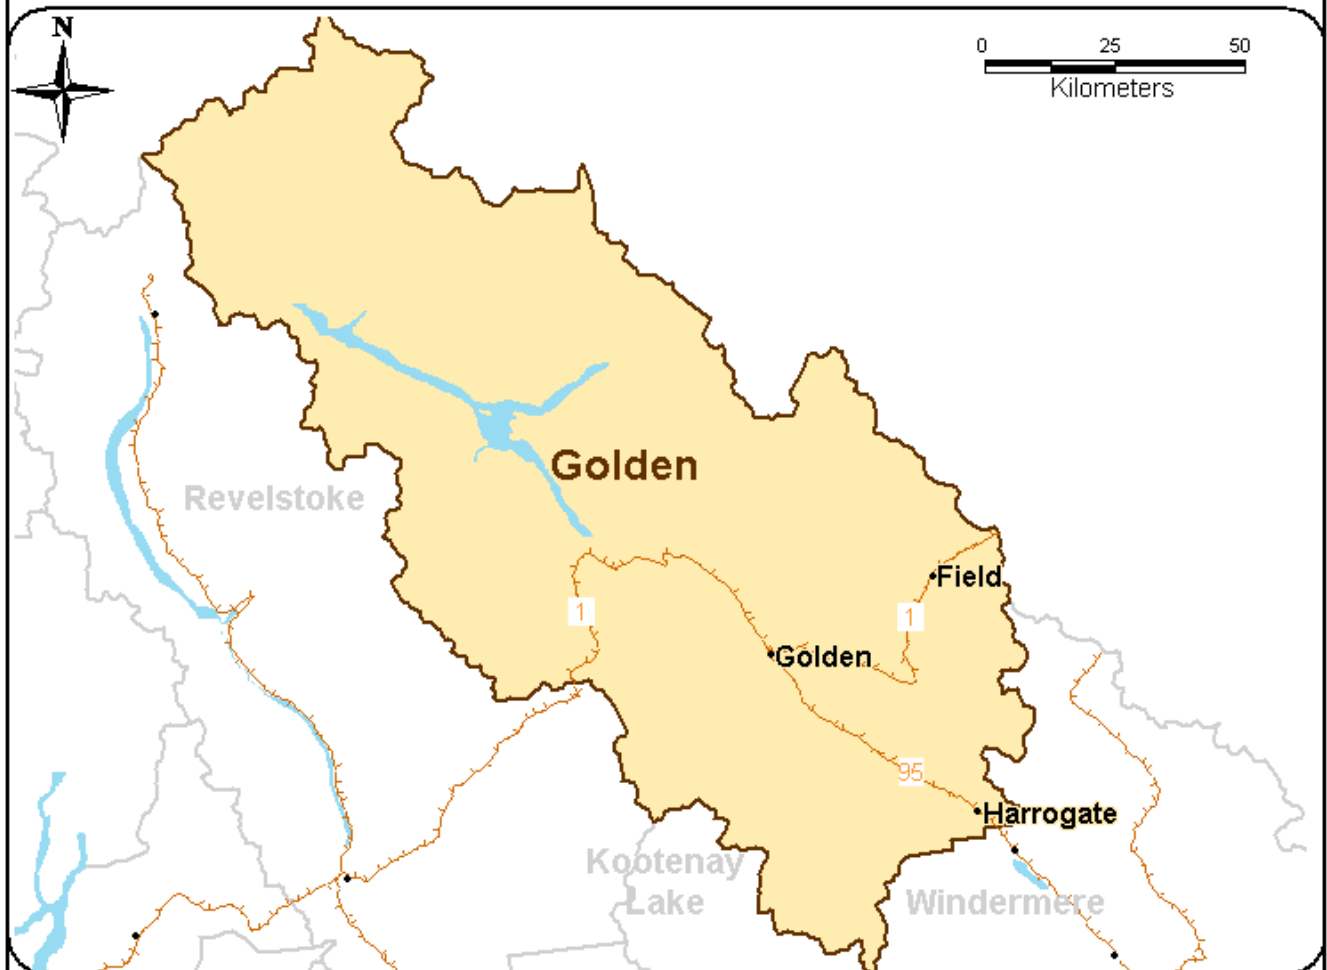 N
0 25 50
Kilometers
Golden
Revelstoke
Field
1
1
Golden
95
Harrogate
Kootenay
Lake
Windermere